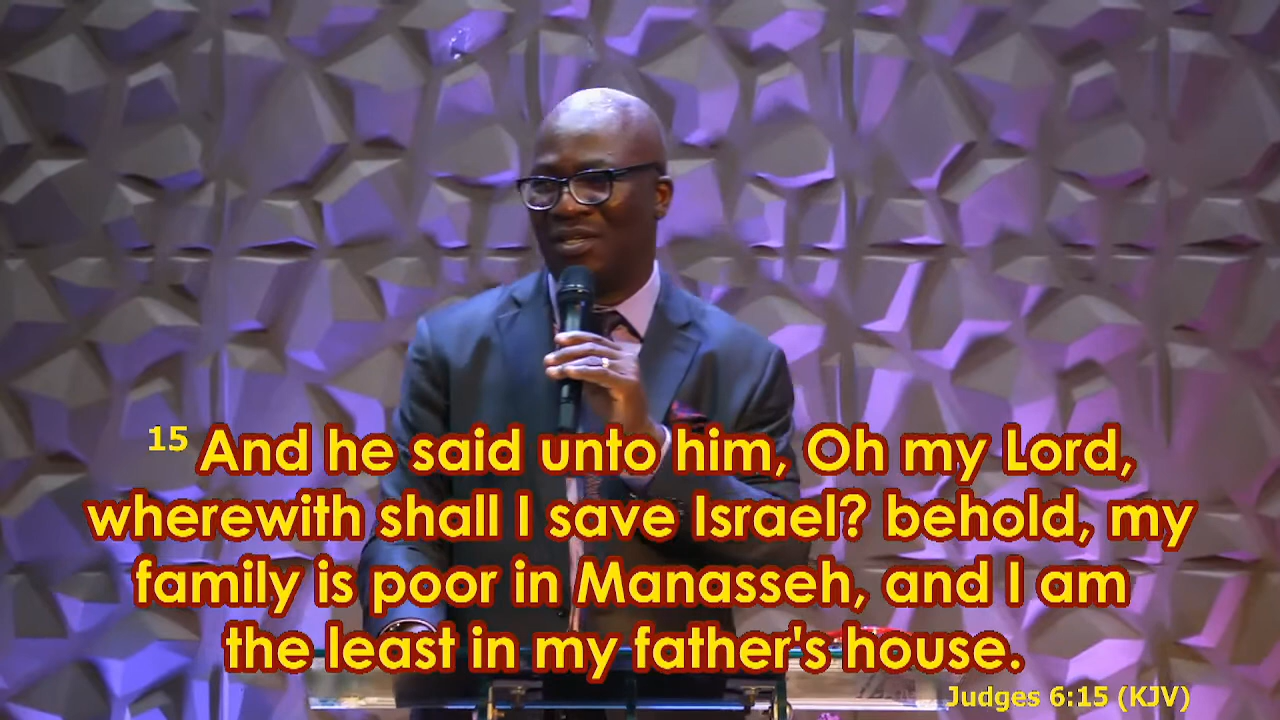 15 And he said unto him, Oh my Lord,
wherewith shall I save Israel? behold, my
family is poor in Manasseh, and I am
the least in my father's house.
Judges 6:15 (KJV)